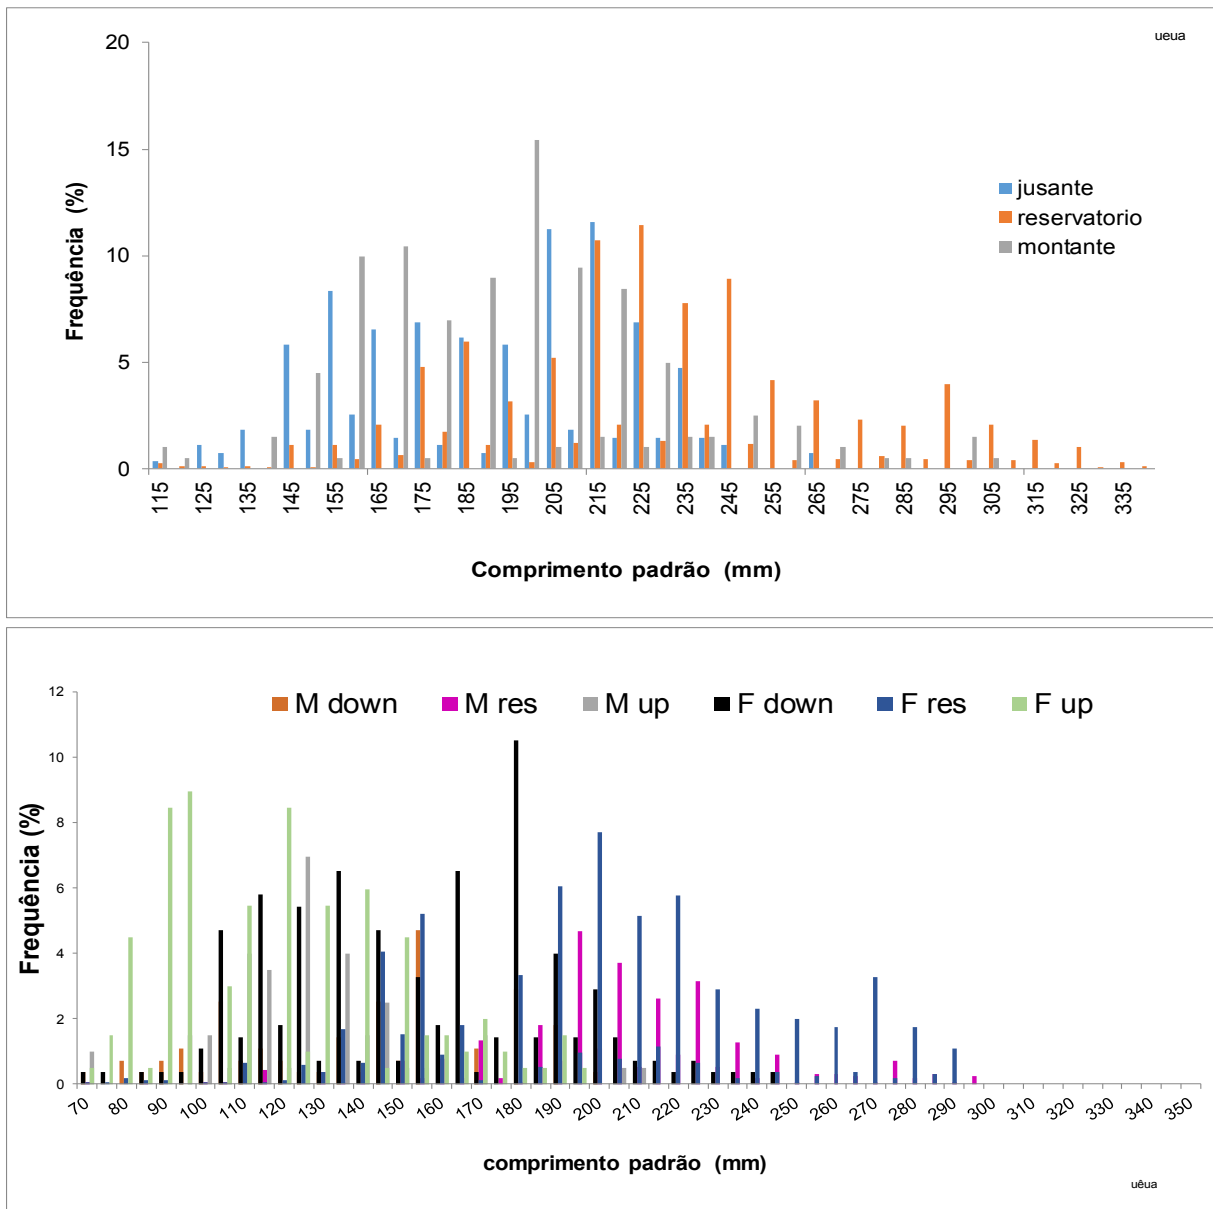 20
ueua
15
Frequência (%)
jusante
reservatorio
montante
10
5
0
115 125 135 145 155 165 175 185 195 205 215 225 235 245 255 265 275 285 295 305 315 325 335
Comprimento padrão (mm)
12
M down M res M up F down F res F up
10
8
Frequência (%)
6
4
2
0
70 80 90 100 110 120 130 140 150 160 170 180 190 200 210 220 230 240 250 260 270 280 290 300 310 320 330 340 350
comprimento padrão (mm)
uêua